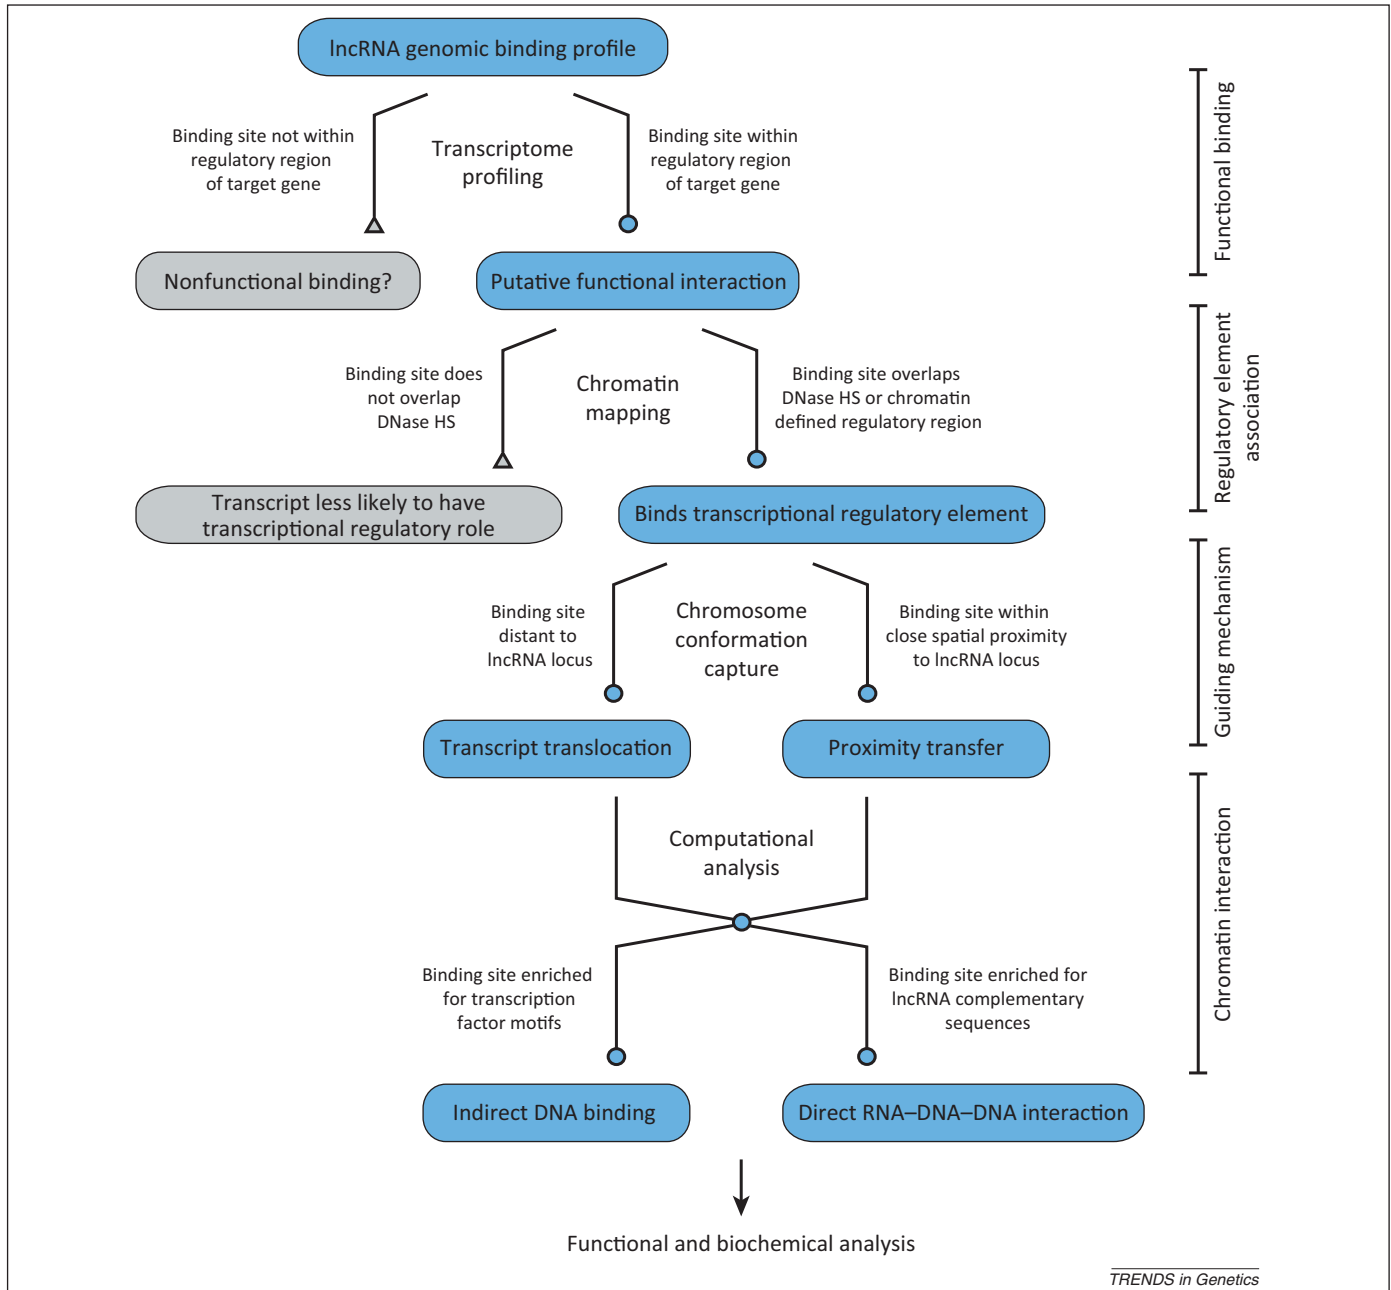 lncRNA genomic binding profile
Binding site not within
regulatory region
of target gene
Transcriptome
profiling
Binding site within
regulatory region
of target gene
Functional binding
Nonfunctional binding?
Putative functional interaction
Binding site does
not overlap
DNase HS
Chromatin
mapping
Binding site overlaps
DNase HS or chromatin
defined regulatory region
Regulatory element
association
Transcript less likely to have
transcriptional regulatory role
Binds transcriptional regulatory element
Binding site
distant to
lncRNA locus
Chromosome
conformation
capture
Binding site within
close spatial proximity
to lncRNA locus
Guiding mechanism
Transcript translocation
Proximity transfer
Computational
analysis
Chromatin interaction
Binding site enriched
for transcription
factor motifs
Binding site enriched for
lncRNA complementary
sequences
Indirect DNA binding
Direct RNA–DNA–DNA interaction
Functional and biochemical analysis
TRENDS in Genetics